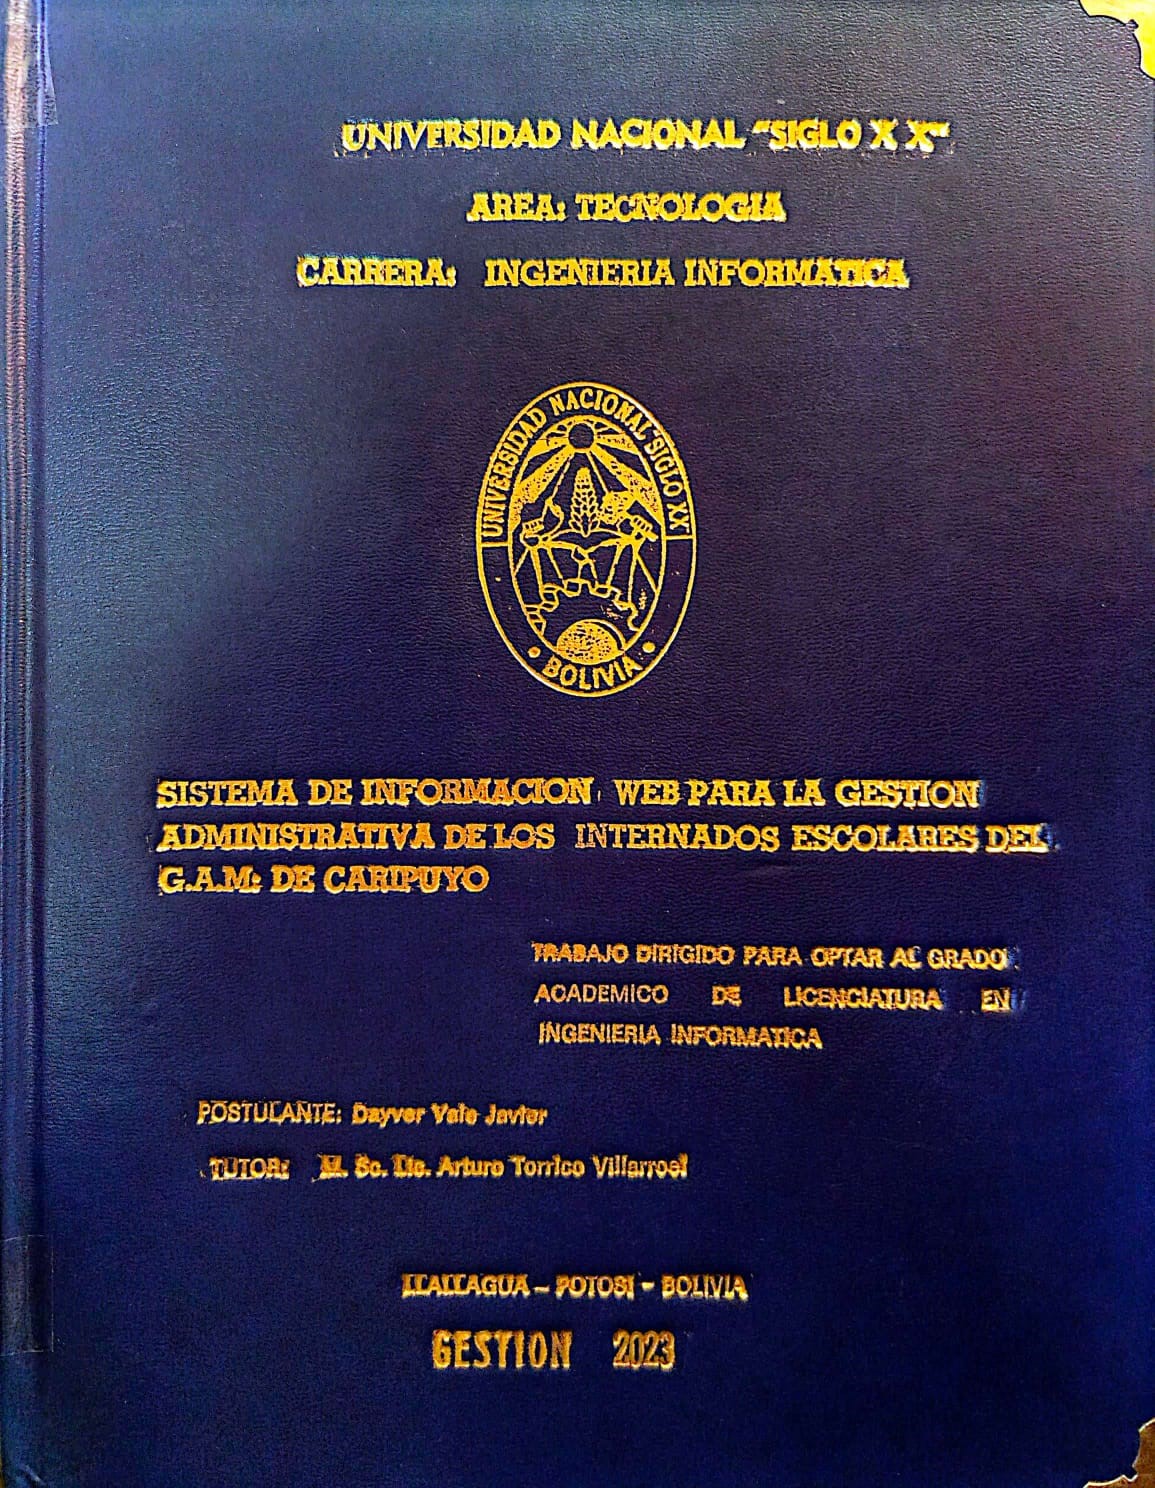 UNIVERSIDAD NACIONAL "SIGLO X X"
AREA: TECNOLOGIA
CARRERA: INGENIERIA INFORMATICA
UNIVERSIDAD NACIONAL "SIGLO XX"
BOLIVIA
SISTEMA DE INFORMACION WEB PARA LA GESTION
ADMINISTRATIVA DE LOS INTERNADOS ESCOLARES DEL
G.A.M. DE CARIPUYO
TRABAJO DIRIGIDO PARA OPTAR AL GRADO
ACADEMICO DE LICENCIATURA EN
INGENIERIA INFORMATICA
POSTULANTE: Dayver Javier
TUTOR: M. Sc. Lic. Arturo Torrico Villarroel
LLALLAGUA - POTOSI - BOLIVIA
GESTION 2023